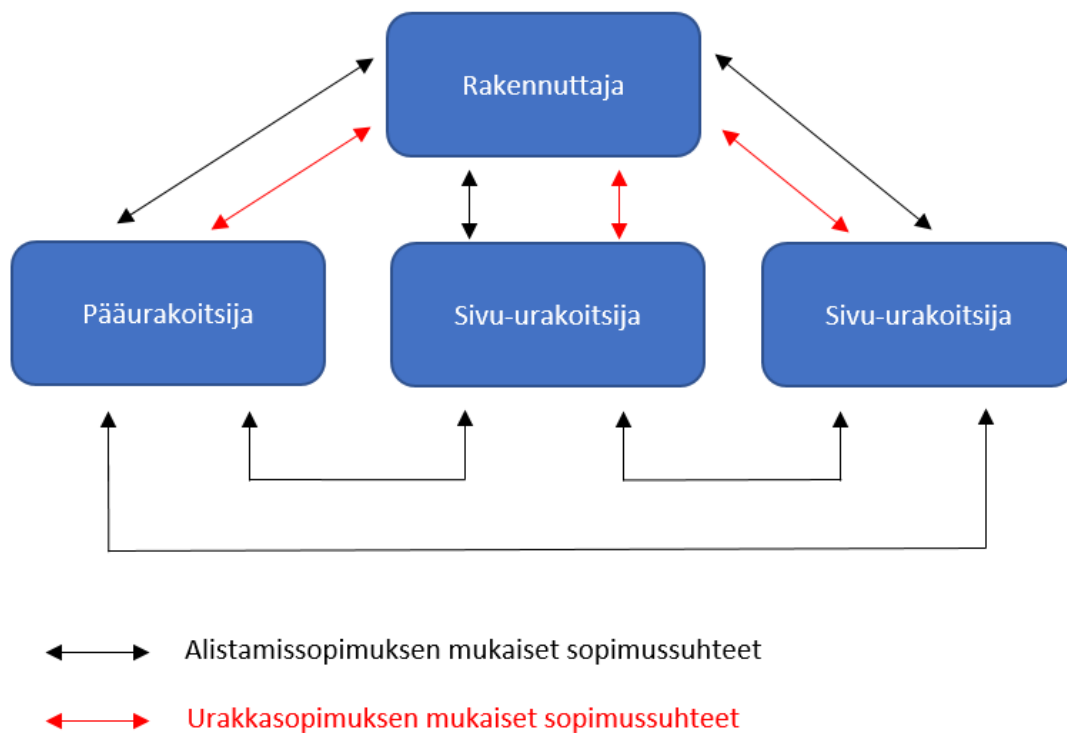 Rakennuttaja
Pääurakoitsija
Sivu-urakoitsija
Sivu-urakoitsija
Alistamissopimuksen mukaiset sopimussuhteet
Urakkasopimuksen mukaiset sopimussuhteet